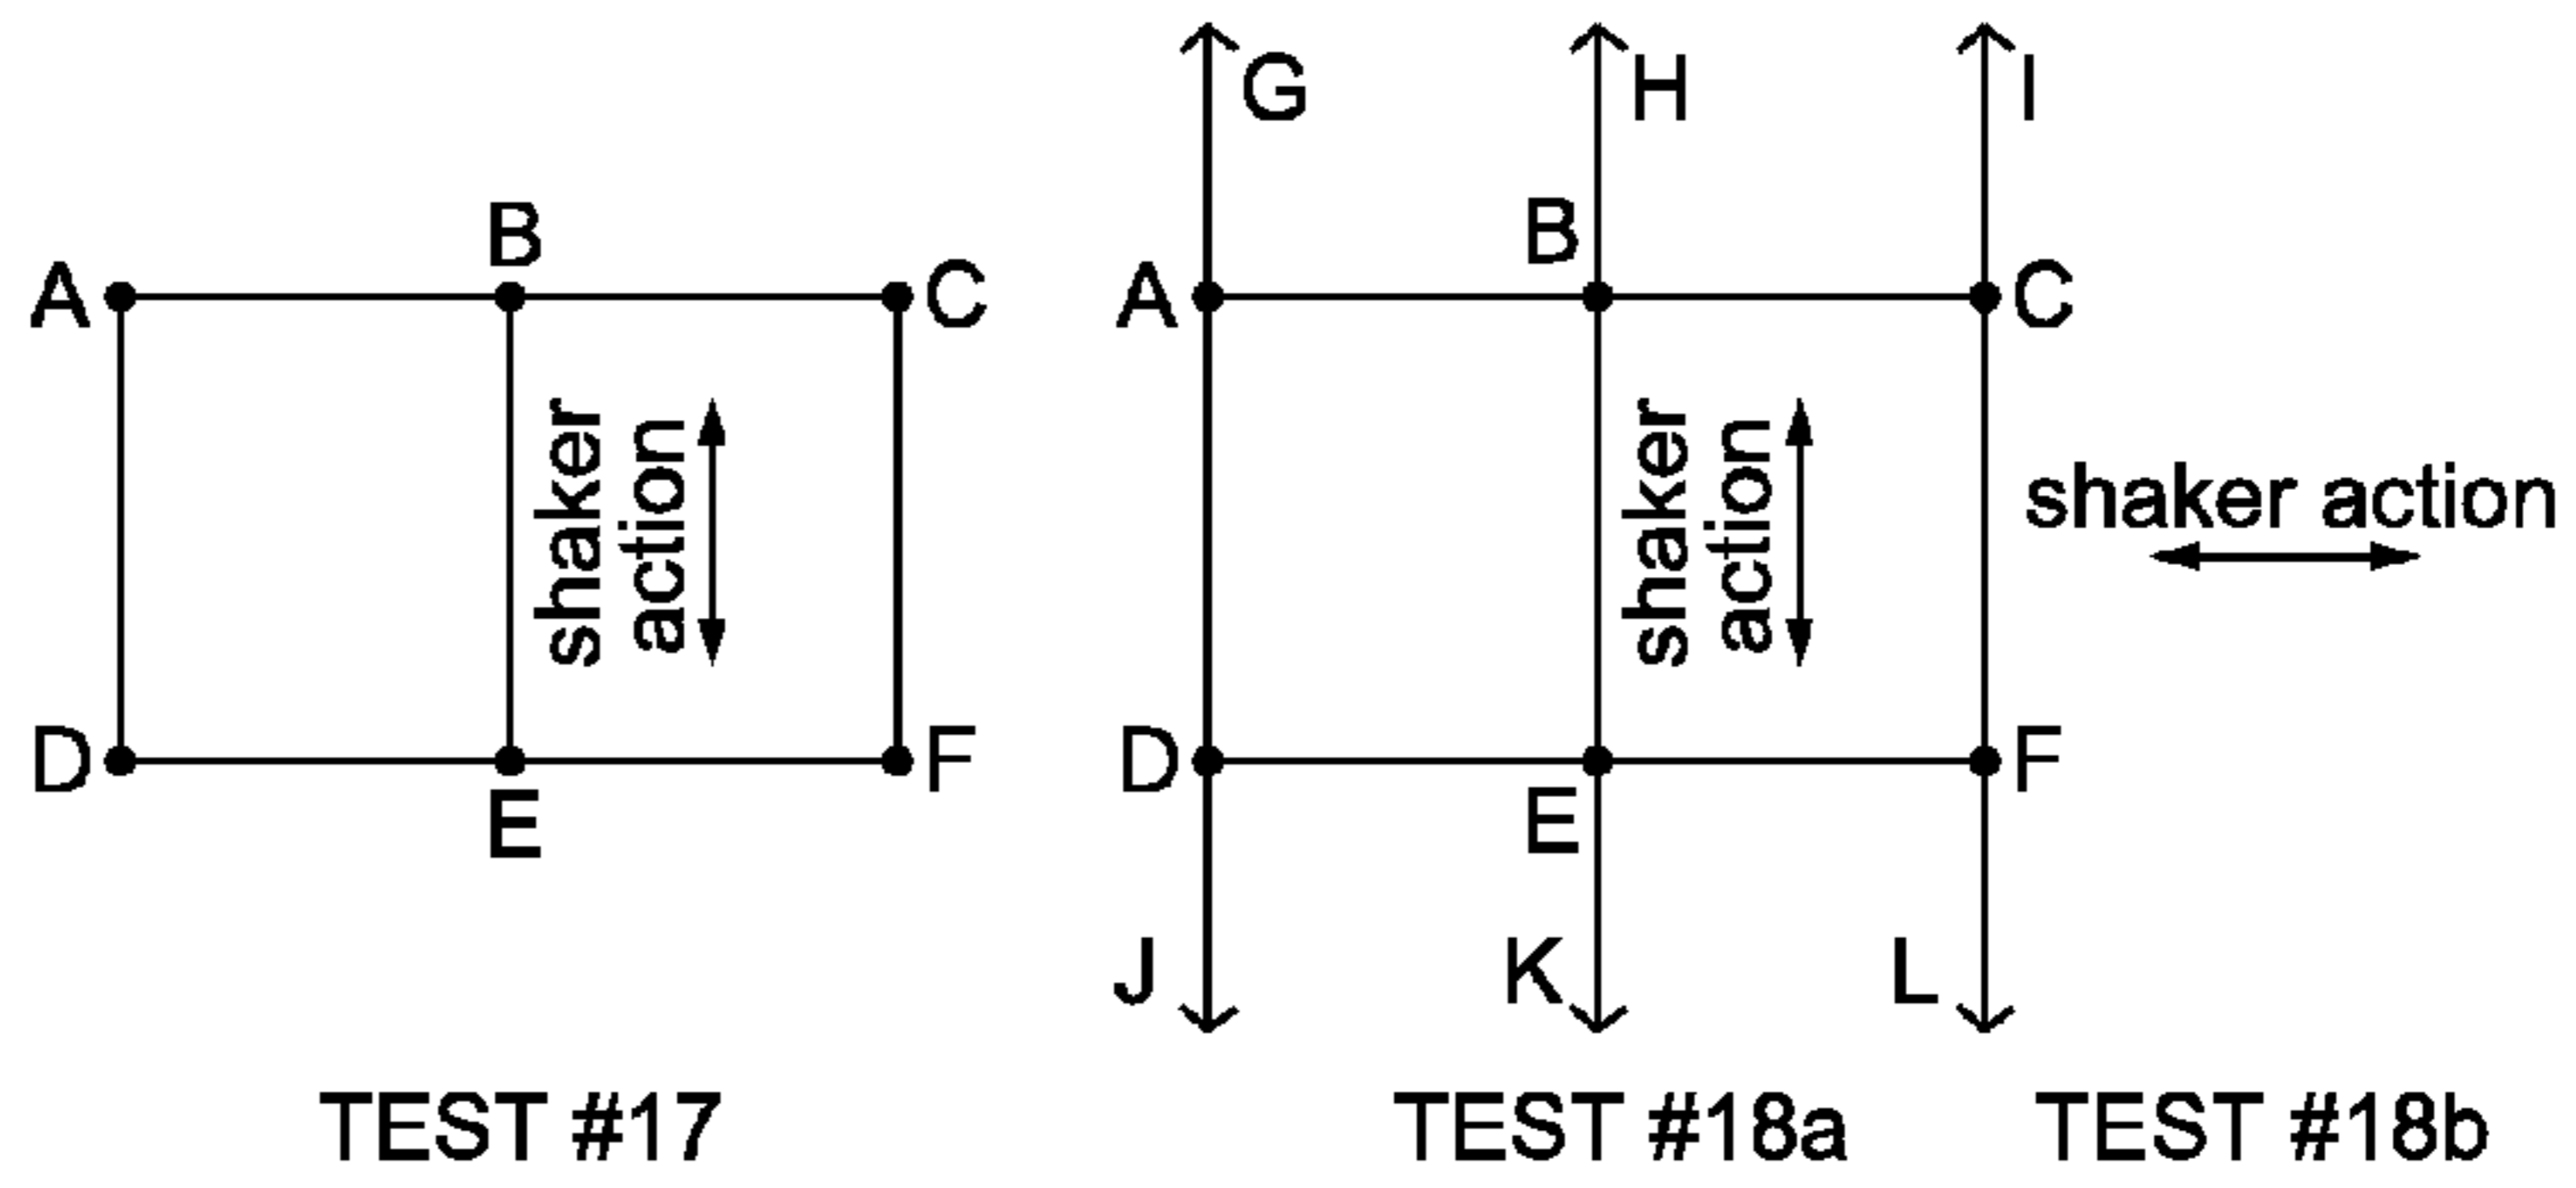 A
B
C
shaker
action
D
E
F
TEST #17
G
H
I
A
B
C
shaker
action
shaker action
D
E
F
J
K
L
TEST #18a
TEST #18b